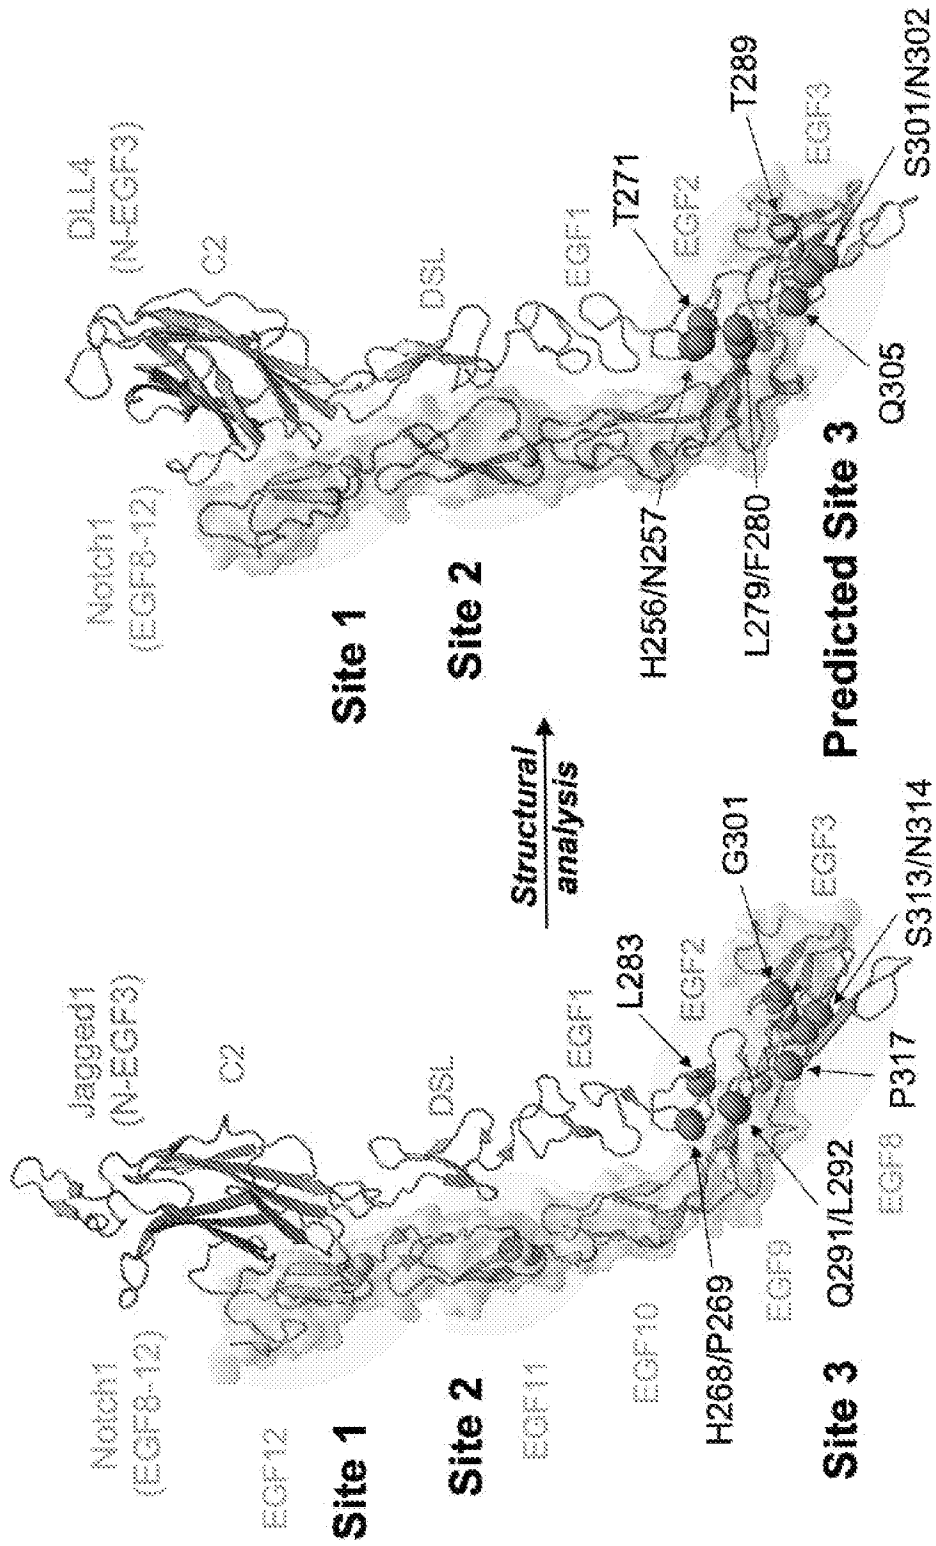 Notch1
(EGF8-12)
Jagged1
(N-EGF3)
C2
EGF12
Site 1
DSL
Site 2
EGF11
EGF1
EGF10
L283
EGF2
H268/P269
G301
EGF9
EGF3
Site 3
Q291/L292
EGF8
P317
S313/N314
Structural
analysis
Notch1
(EGF8-12)
DLL4
(N-EGF3)
C2
Site 1
DSL
Site 2
EGF1
T271
EGF2
H256/N257
T289
L279/F280
EGF3
Predicted Site 3
Q305
S301/N302